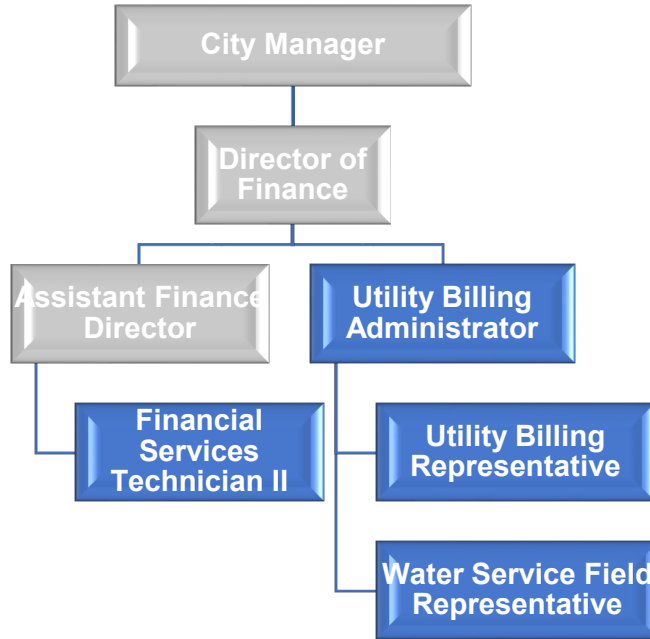 City Manager
Director of
Finance
Assistant Finance
Director
Utility Billing
Administrator
Financial
Services
Technician II
Utility Billing
Representative
Water Service Field
Representative